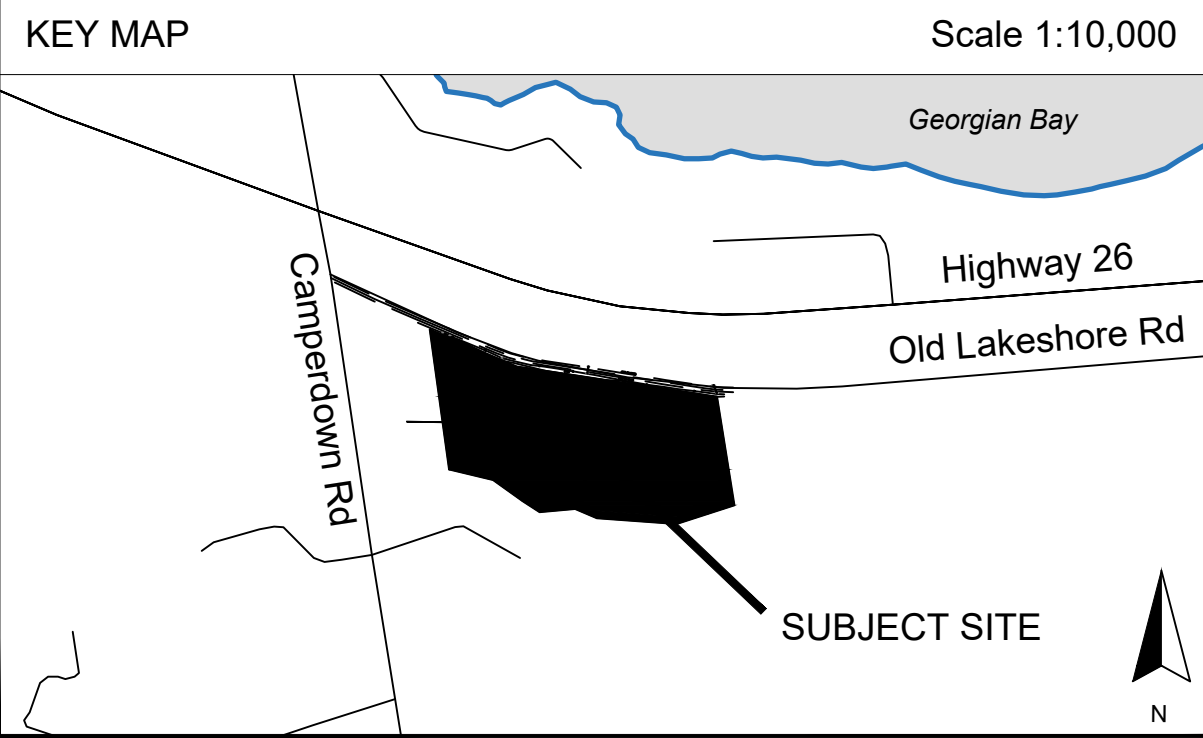 KEY MAP
Scale 1:10,000
Georgian Bay
Highway 26
Old Lakeshore Rd
Camperdown Rd
SUBJECT SITE
N